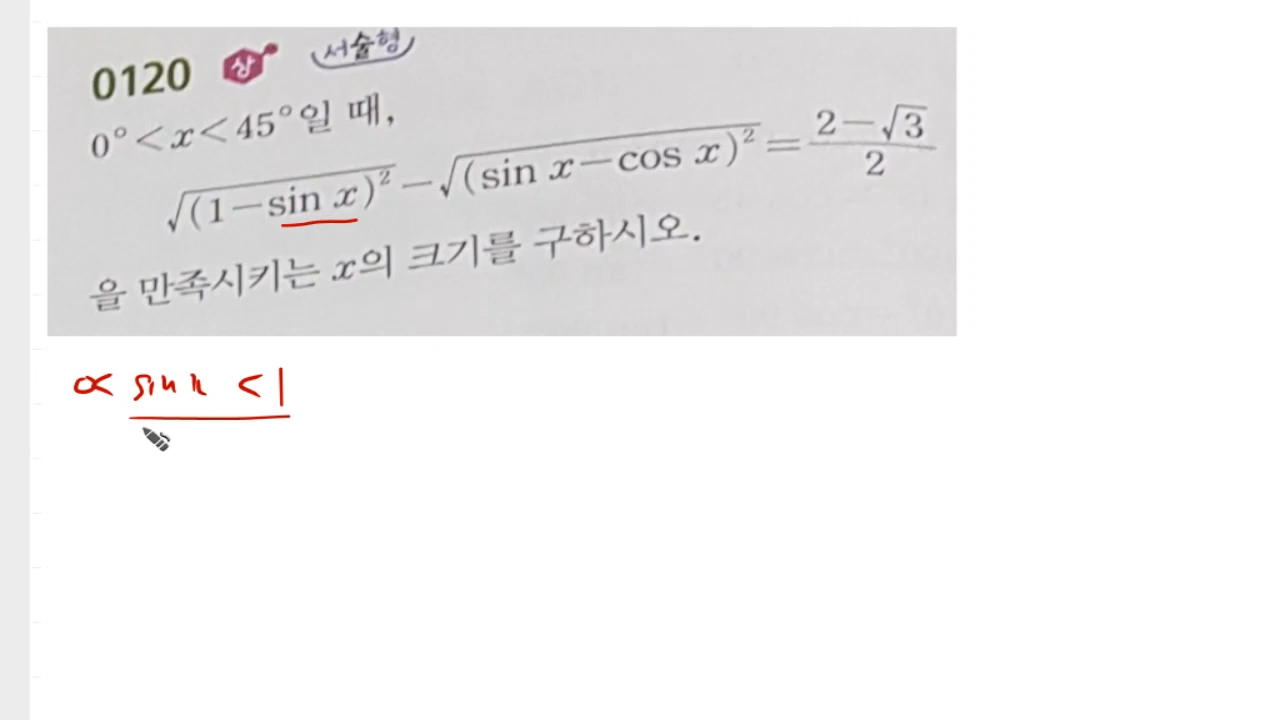 0120 상 서술형
0°<x<45°일 때,
√(1-sin x)² - √(sin x-cos x)² = (2-√3)/2
을 만족시키는 x의 크기를 구하시오.
0< sin x < 1